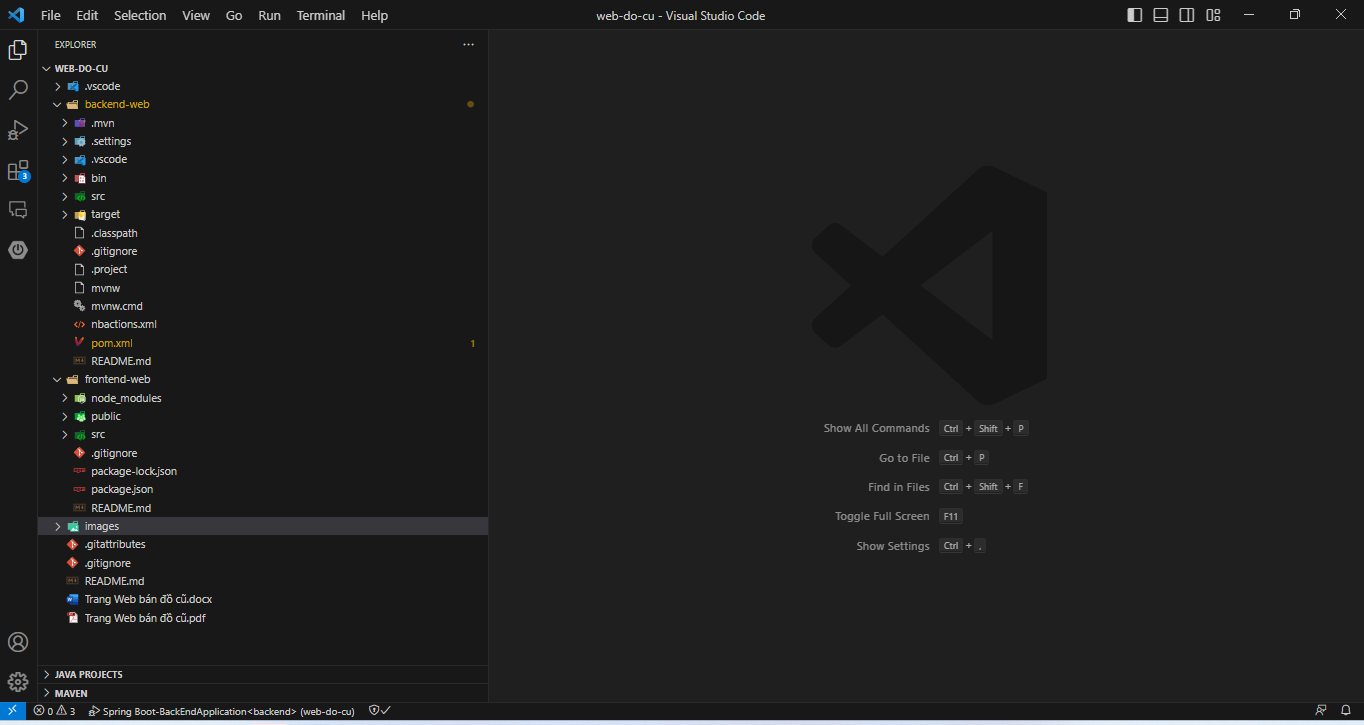 File Edit Selection View Go Run Terminal Help
web-do-cu - Visual Studio Code
EXPLORER
WEB-DO-CU
.vscode
backend-web
.mvn
.settings
.vscode
bin
src
target
.classpath
.gitignore
.project
mvnw
mvnw.cmd
nbactions.xml
pom.xml 1
README.md
frontend-web
node_modules
public
src
.gitignore
package-lock.json
package.json
README.md
images
.gitattributes
.gitignore
README.md
Trang Web bán đồ cũ.docx
Trang Web bán đồ cũ.pdf
JAVA PROJECTS
MAVEN
3
Show All Commands Ctrl + Shift + P
Go to File Ctrl + P
Find in Files Ctrl + Shift + F
Toggle Full Screen F11
Show Settings Ctrl + .
0 3 Spring Boot-BackEndApplication<backend> (web-do-cu)